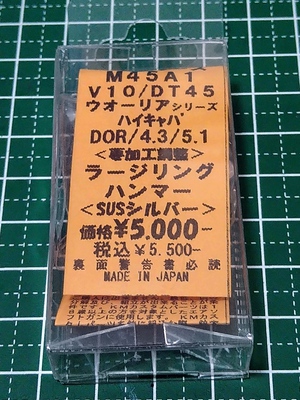 M45A1
V10/DT45
ウオーリアシリーズ
ハイキャパ
DOR/4.3/5.1
<要加工調整>
ラージリング
ハンマー
<SUSシルバー>
価格¥5.000-
税込¥5.500-
裏面警告書必読
MADE IN JAPAN